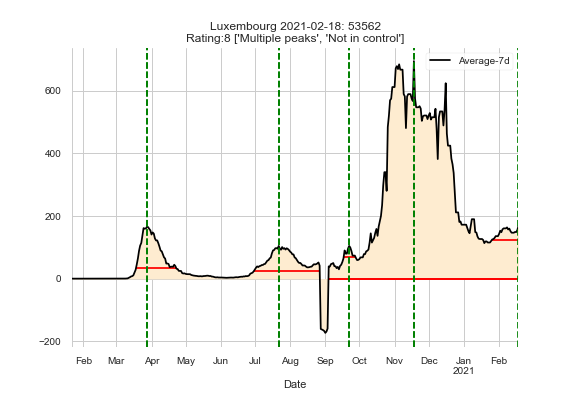 Luxembourg 2021-02-18: 53562
Rating:8 ['Multiple peaks', 'Not in control']
Average-7d
600
400
200
0
−200
Feb Mar Apr May Jun Jul Aug Sep Oct Nov Dec Jan Feb
2021
Date